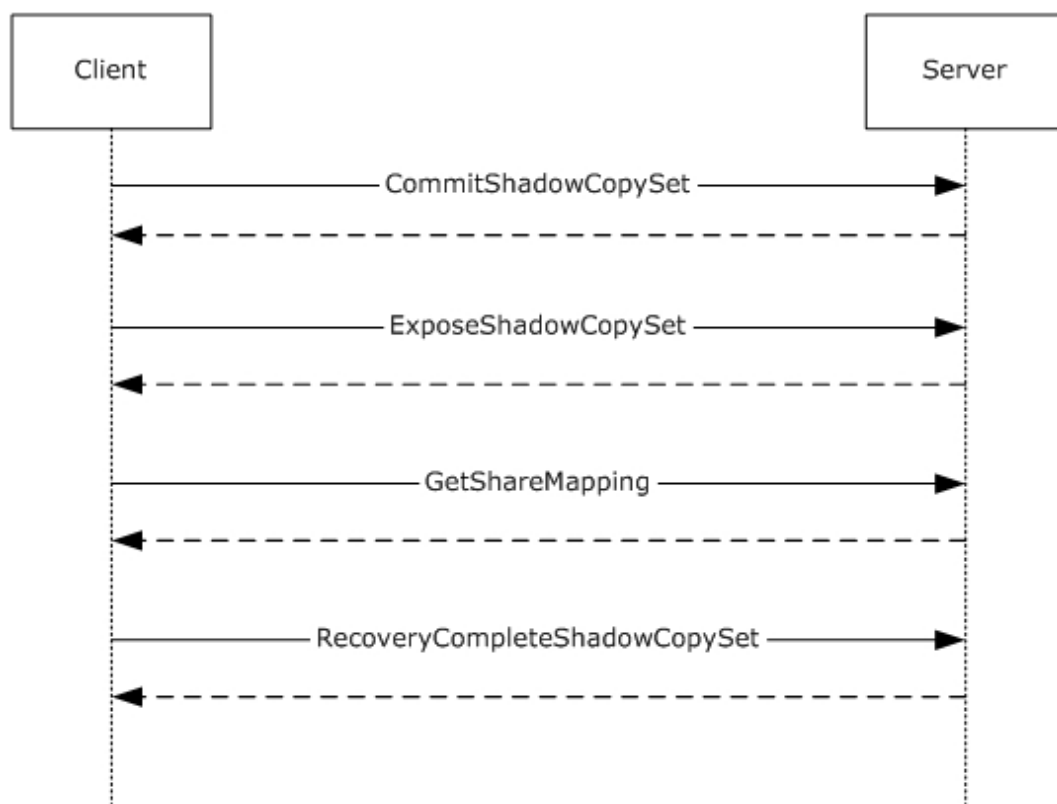 Client
Server
CommitShadowCopySet
ExposeShadowCopySet
GetShareMapping
RecoveryCompleteShadowCopySet